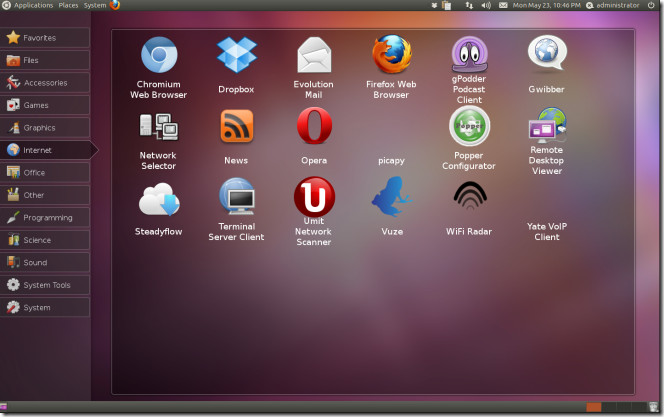 Applications Places System Mon May 23, 10:46 PM administrator
Favorites
Files
Accessories
Games
Graphics
Internet
Office
Other
Programming
Science
Sound
System Tools
System
Chromium
Web Browser
Dropbox
Evolution
Mail
Firefox Web
Browser
gPodder
Podcast
Client
Gwibber
Network
Selector
News
Opera
picapy
Popper
Popper
Configurator
Remote
Desktop
Viewer
Steadyflow
Terminal
Server Client
U
Umit
Network
Scanner
Vuze
WiFi Radar
Yate VoIP
Client